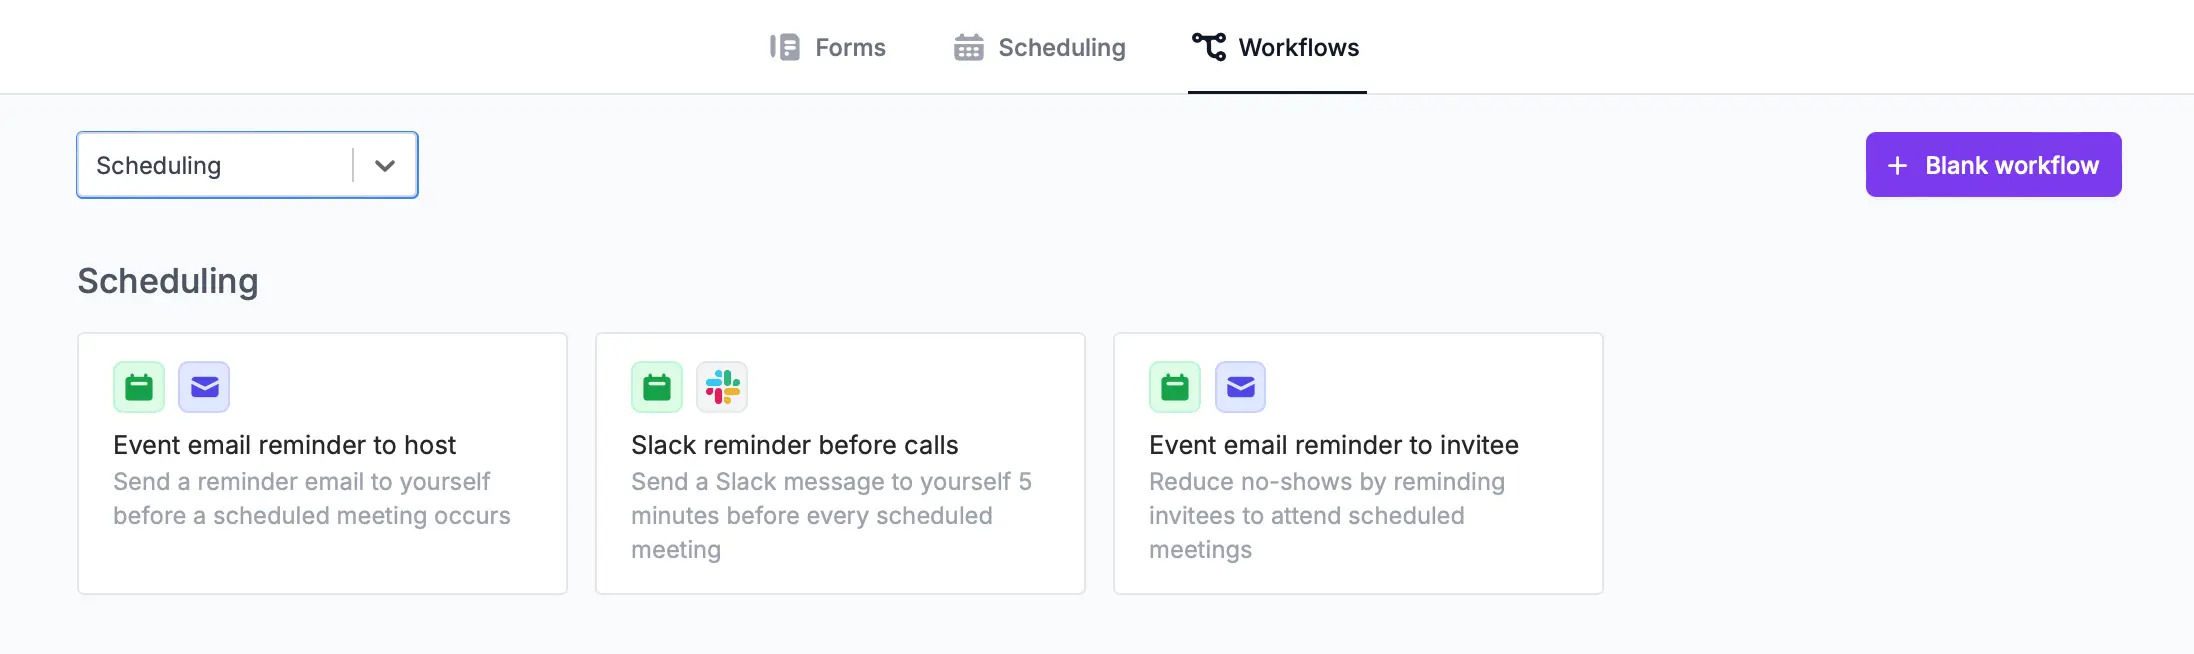 Forms
Scheduling
Workflows
Scheduling
Blank workflow
Scheduling
Event email reminder to host
Send a reminder email to yourself
before a scheduled meeting occurs
Slack reminder before calls
Send a Slack message to yourself 5
minutes before every scheduled
meeting
Event email reminder to invitee
Reduce no-shows by reminding
invitees to attend scheduled
meetings